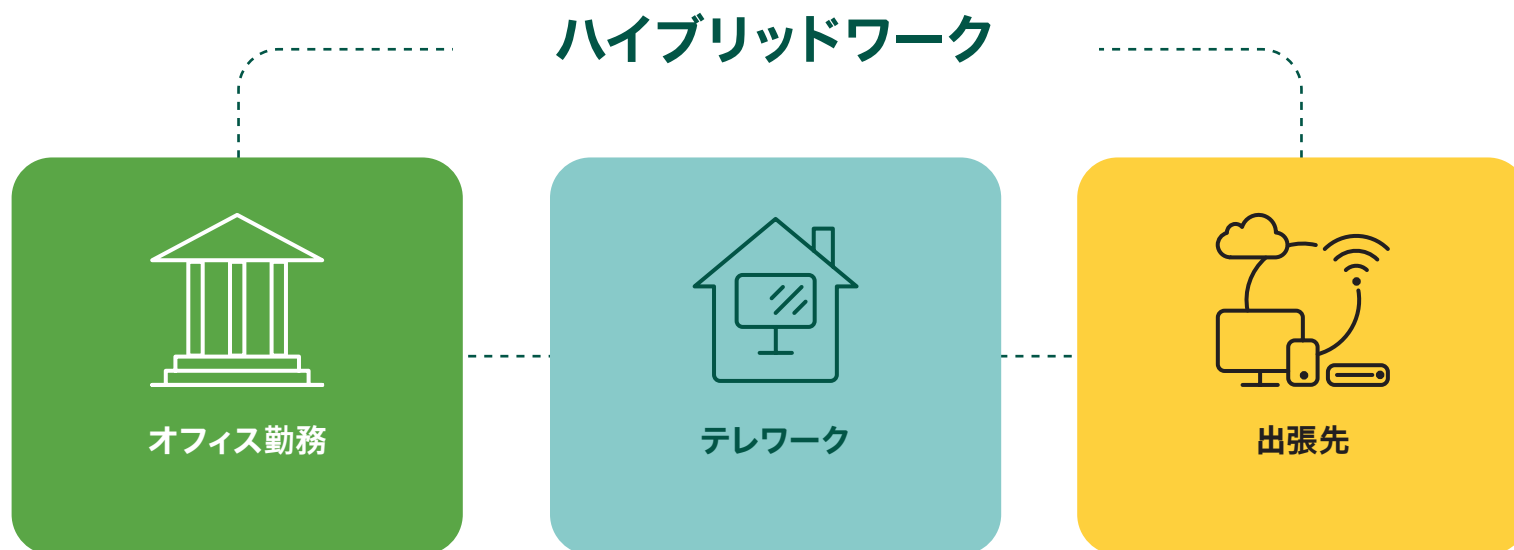 ハイブリッドワーク
オフィス勤務
テレワーク
出張先